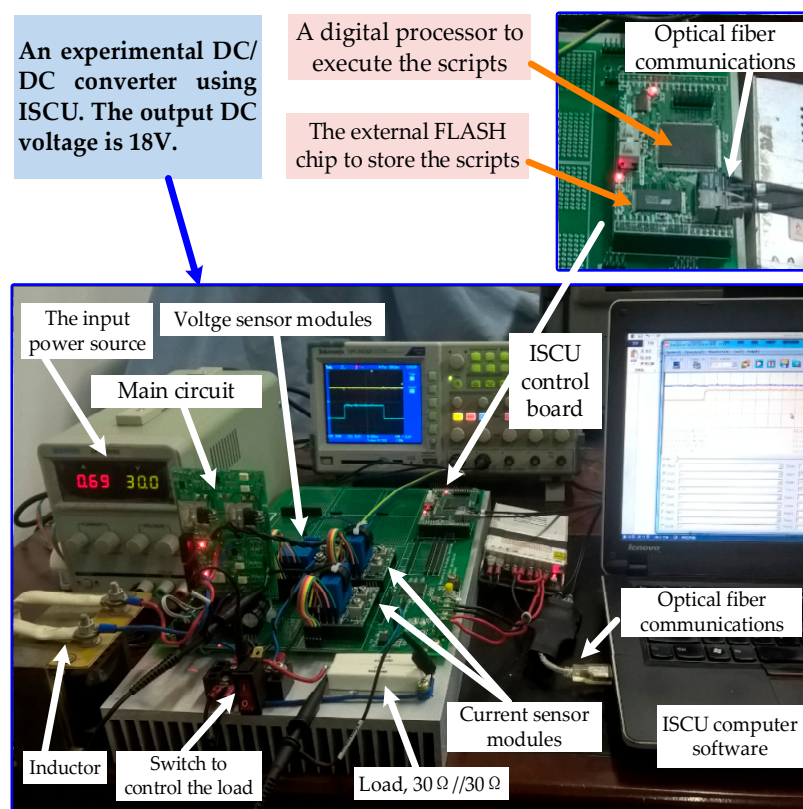 An experimental DC/
DC converter using
ISCU. The output DC
voltage is 18V.
A digital processor to
execute the scripts
The external FLASH
chip to store the scripts
Optical fiber
communications
The input
power source
Voltge sensor modules
Main circuit
ISCU
control
board
Tektronix
0.69 30.0
lenovo
Optical fiber
communications
Inductor
Switch to
control the load
Load, 30Ω//30Ω
Current sensor
modules
ISCU computer
software